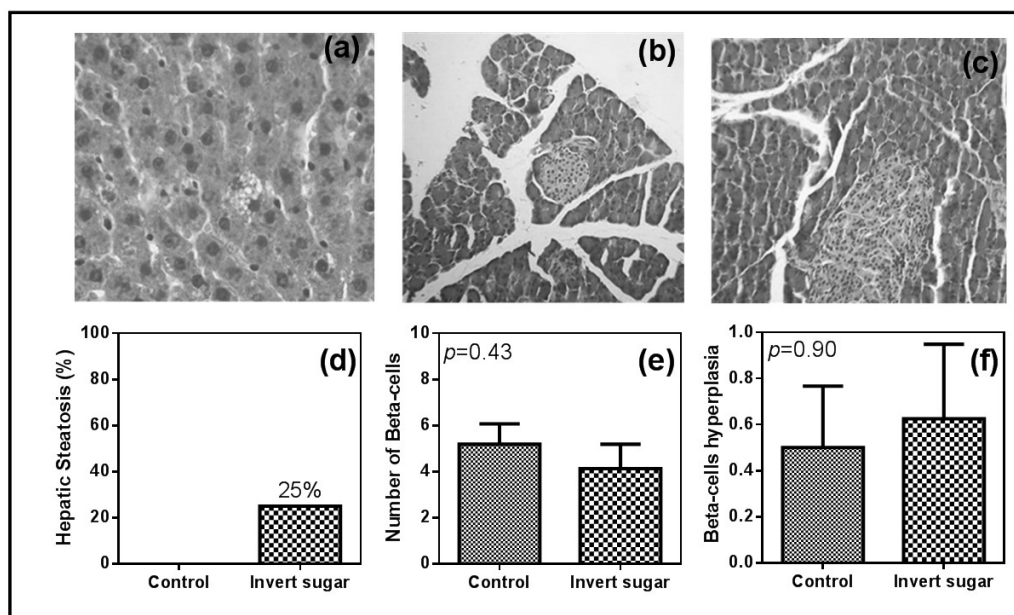 (a)
(b)
(c)
Hepatic Steatosis (%)
100
80
60
40
20
0
(d)
25%
Control Invert sugar
Number of Beta-cells
10
8
6
4
2
0
p=0.43
(e)
Control Invert sugar
Beta-cells hyperplasia
1.0
0.8
0.6
0.4
0.2
0.0
p=0.90
(f)
Control Invert sugar